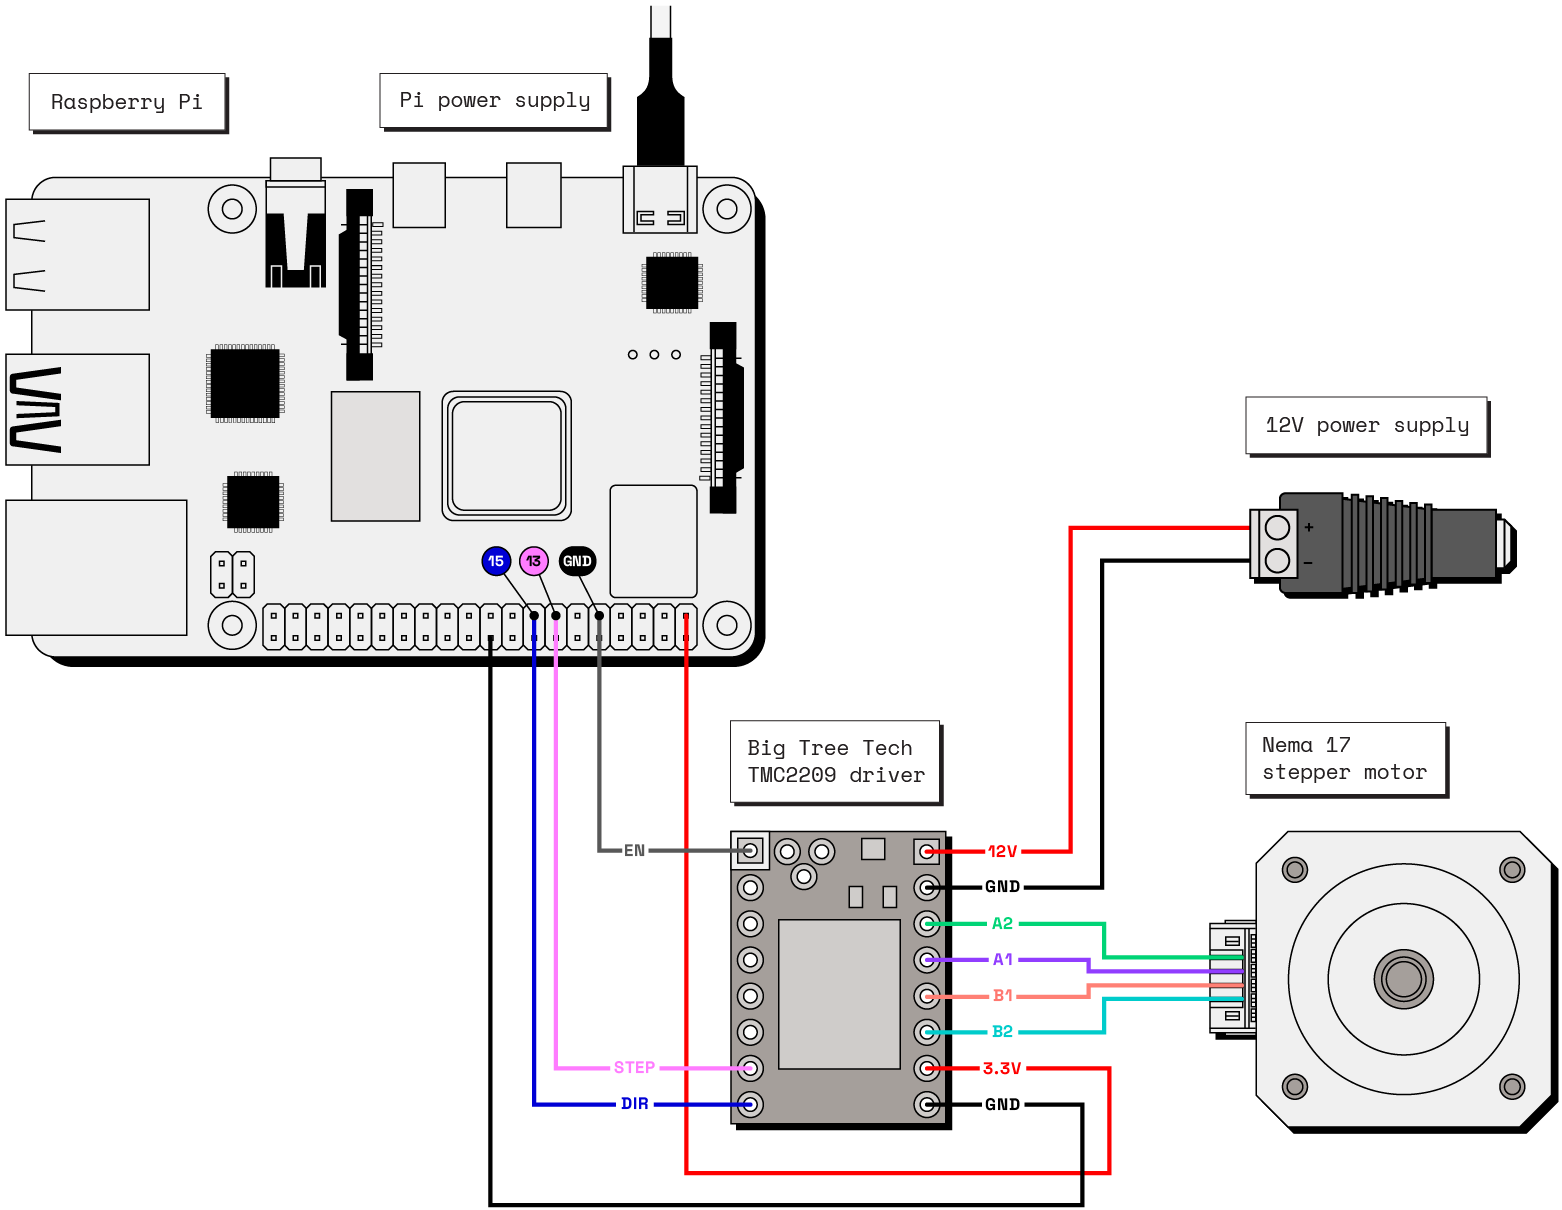 Raspberry Pi
Pi power supply
12V power supply
+
−
15
13
GND
Big Tree Tech
TMC2209 driver
Nema 17
stepper motor
EN
STEP
DIR
12V
GND
A2
A1
B1
B2
3.3V
GND